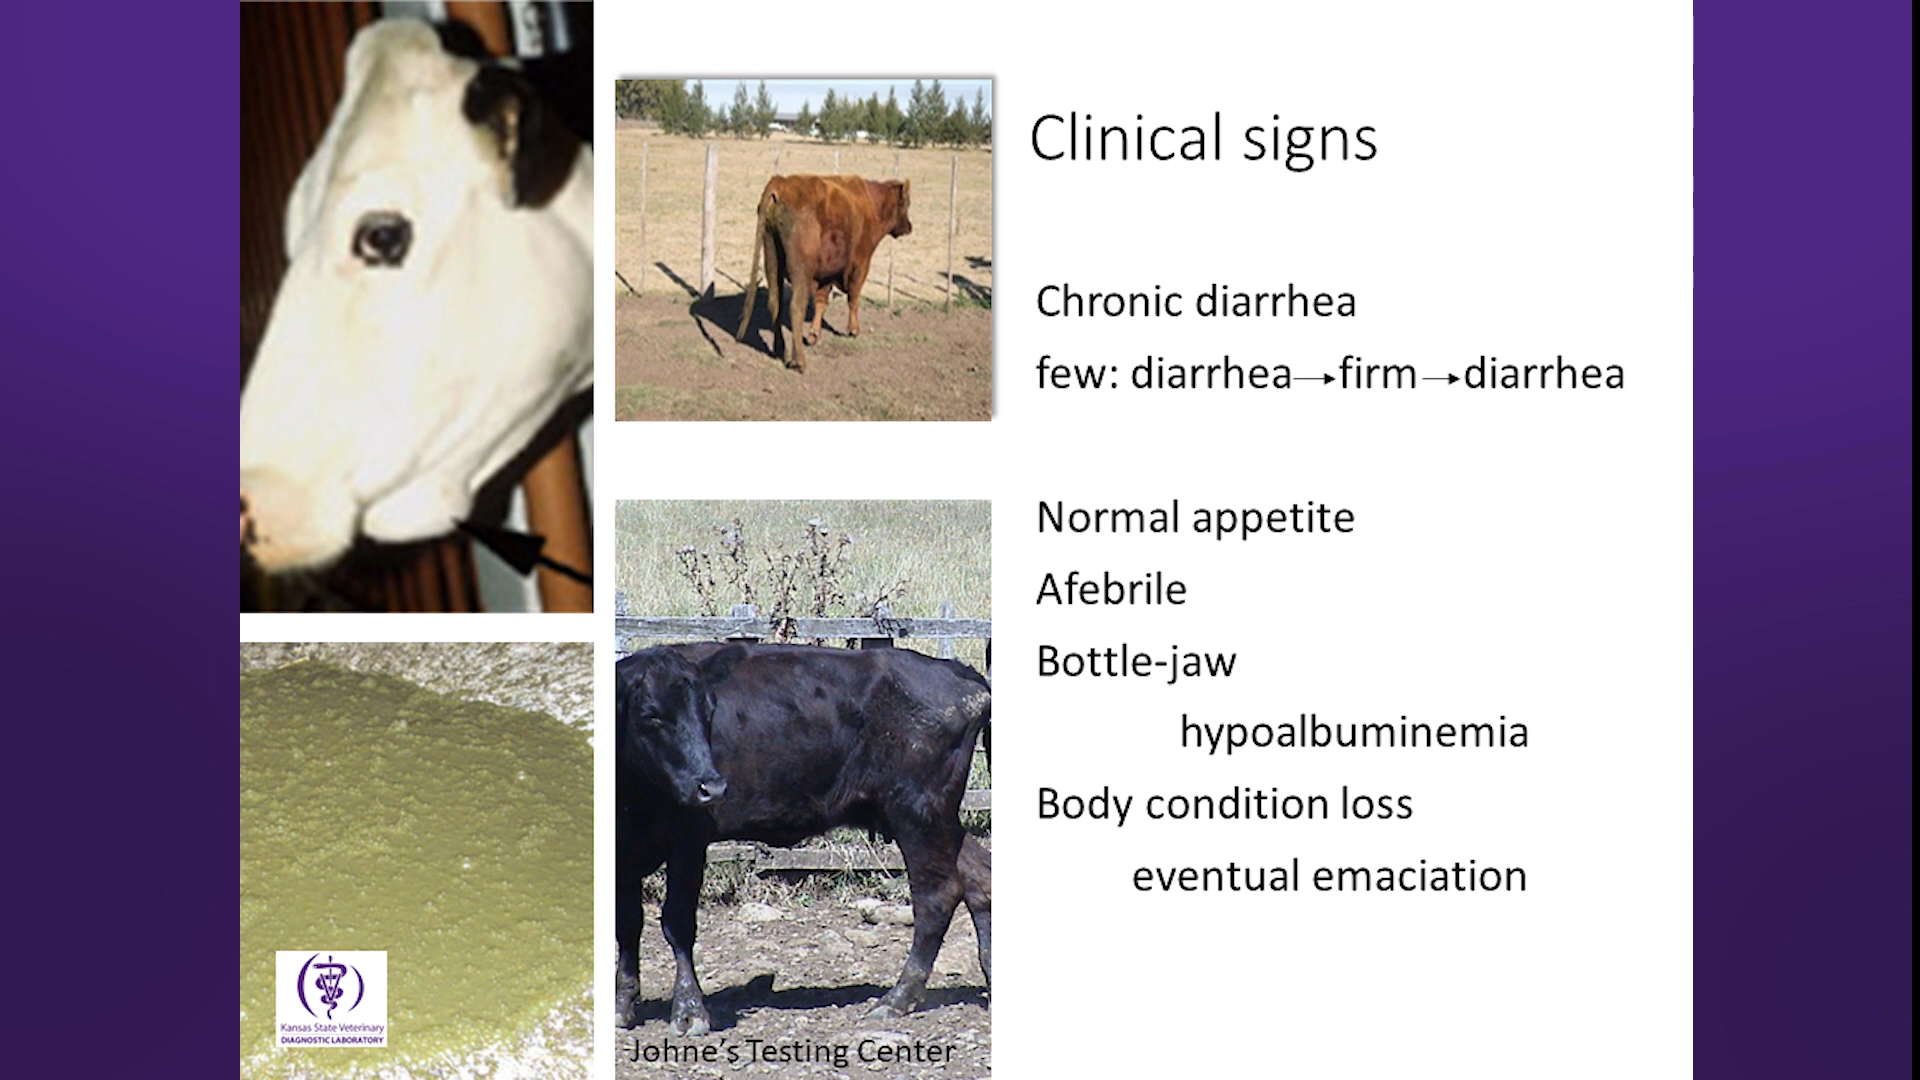 Clinical signs
Chronic diarrhea
few: diarrhea→firm→diarrhea
Normal appetite
Afebrile
Bottle-jaw
hypoalbuminemia
Body condition loss
eventual emaciation
Kansas State Veterinary
DIAGNOSTIC LABORATORY
Johne's Testing Center